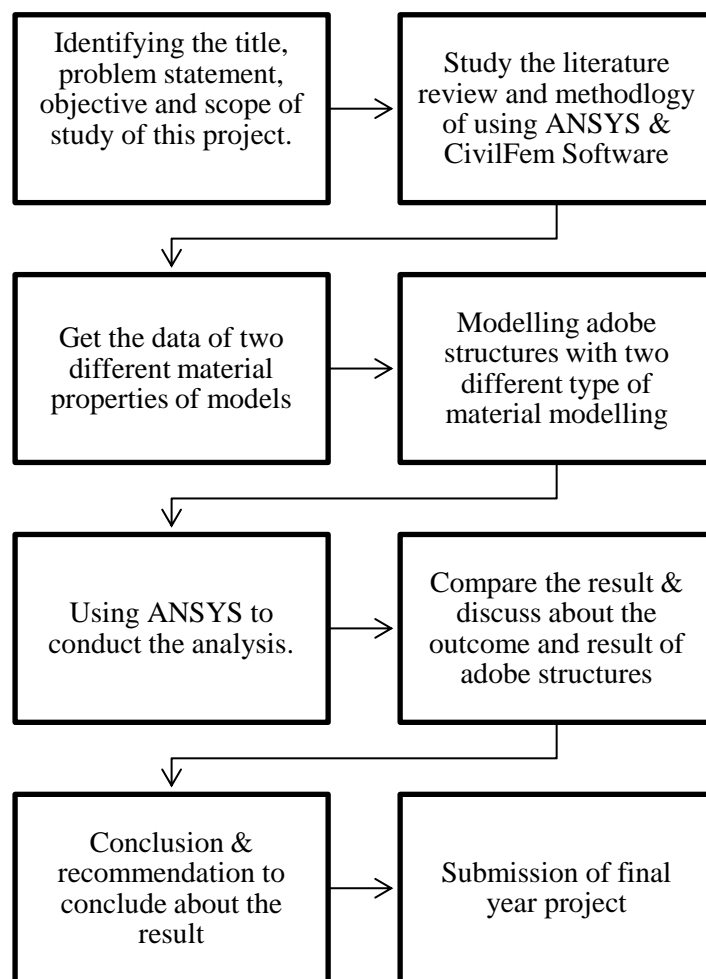 Identifying the title,
problem statement,
objective and scope of
study of this project.
Study the literature
review and methodlogy
of using ANSYS &
CivilFem Software
Get the data of two
different material
properties of models
Modelling adobe
structures with two
different type of
material modelling
Using ANSYS to
conduct the analysis.
Compare the result &
discuss about the
outcome and result of
adobe structures
Conclusion &
recommendation to
conclude about the
result
Submission of final
year project